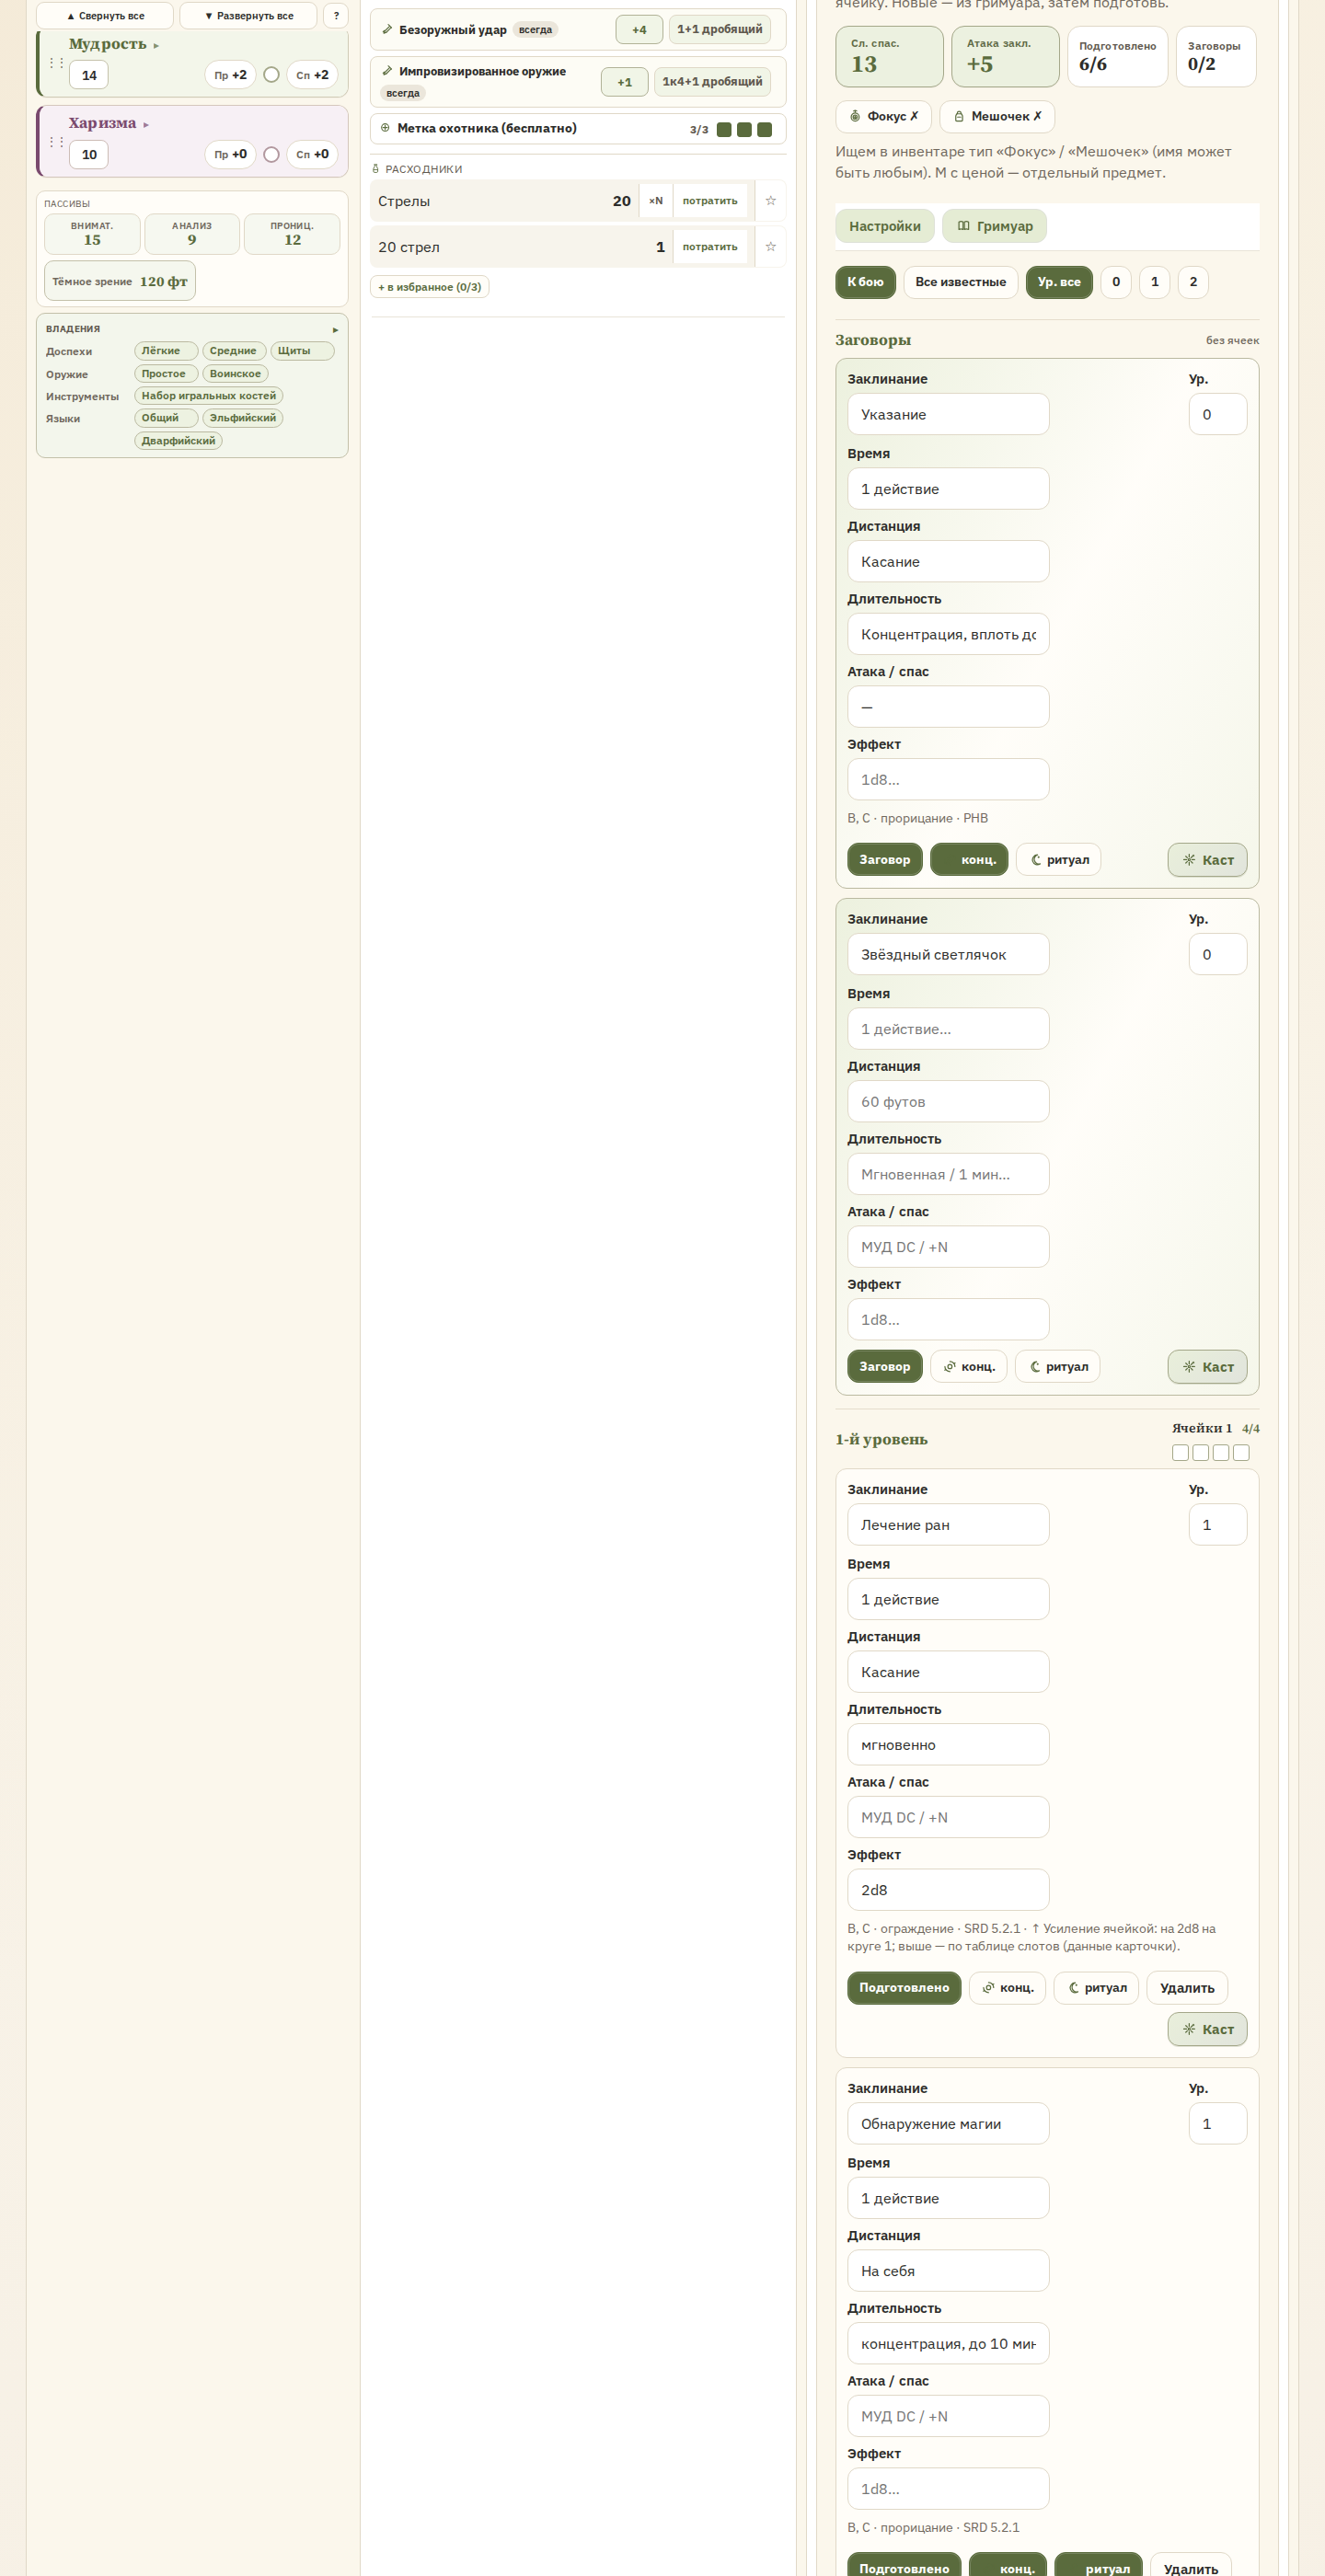 ▲ Свернуть все
▼ Развернуть все
?
Мудрость ▸
14
Пр +2
Сп +2
Харизма ▸
10
Пр +0
Сп +0
ПАССИВЫ
ВНИМАТ.
15
АНАЛИЗ
9
ПРОНИЦ.
12
Тёмное зрение 120 фт
ВЛАДЕНИЯ ▸
Доспехи Лёгкие Средние Щиты
Оружие Простое Воинское
Инструменты Набор игральных костей
Языки Общий Эльфийский
Дварфийский
Безоружный удар всегда +4 1+1 дробящий
Импровизированное оружие
всегда
+1 1к4+1 дробящий
Метка охотника (бесплатно) 3/3
РАСХОДНИКИ
Стрелы 20 ×N потратить ☆
20 стрел 1 потратить ☆
+ в избранное (0/3)
ячейку. Новые — из гримуара, затем подготовь.
Сл. спас.
13
Атака закл.
+5
Подготовлено
6/6
Заговоры
0/2
Фокус ✗
Мешочек ✗
Ищем в инвентаре тип «Фокус» / «Мешочек» (имя может
быть любым). М с ценой — отдельный предмет.
Настройки
Гримуар
К бою Все известные Ур. все 0 1 2
Заговоры без ячеек
Заклинание Ур.
Указание 0
Время
1 действие
Дистанция
Касание
Длительность
Концентрация, вплоть до
Атака / спас
—
Эффект
1d8...
В, С · прорицание · PHB
Заговор конц. ритуал Каст
Заклинание Ур.
Звёздный светлячок 0
Время
1 действие...
Дистанция
60 футов
Длительность
Мгновенная / 1 мин...
Атака / спас
МУД DC / +N
Эффект
1d8...
Заговор конц. ритуал Каст
1-й уровень
Ячейки 1 4/4
Заклинание Ур.
Лечение ран 1
Время
1 действие
Дистанция
Касание
Длительность
мгновенно
Атака / спас
МУД DC / +N
Эффект
2d8
В, С · ограждение · SRD 5.2.1 · ↑ Усиление ячейкой: на 2d8 на
круге 1; выше — по таблице слотов (данные карточки).
Подготовлено конц. ритуал Удалить
Каст
Заклинание Ур.
Обнаружение магии 1
Время
1 действие
Дистанция
На себя
Длительность
концентрация, до 10 мин
Атака / спас
МУД DC / +N
Эффект
1d8...
В, С · прорицание · SRD 5.2.1
Подготовлено конц. ритуал Удалить